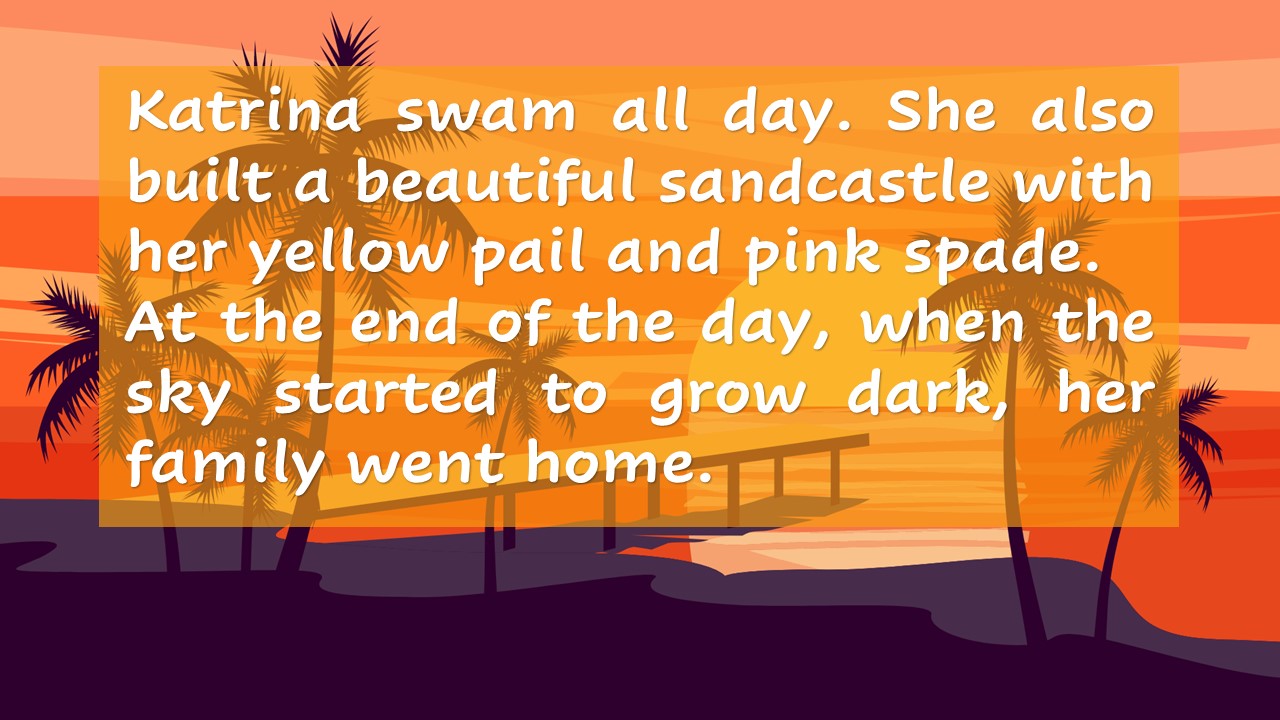 Katrina swam all day. She also
built a beautiful sandcastle with
her yellow pail and pink spade.
At the end of the day, when the
sky started to grow dark, her
family went home.